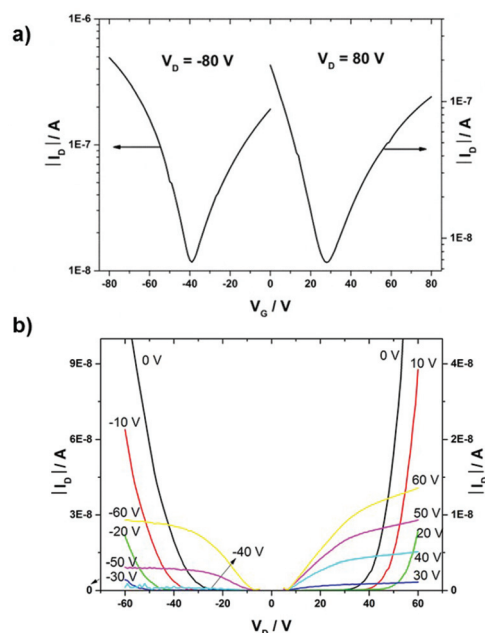 a)
1E-6
1E-7
1E-8
|I_D| / A
V_D = -80 V
V_D = 80 V
1E-7
1E-8
|I_D| / A
-80 -60 -40 -20 0 20 40 60 80
V_G / V
b)
9E-8
6E-8
3E-8
0
|I_D| / A
0 V
-10 V
-60 V
-20 V
-50 V
-30 V
-40 V
0 V
10 V
60 V
50 V
20 V
40 V
30 V
4E-8
2E-8
1E-8
0
|I_D| / A
-60 -40 -20 0 20 40 60
V_D / V